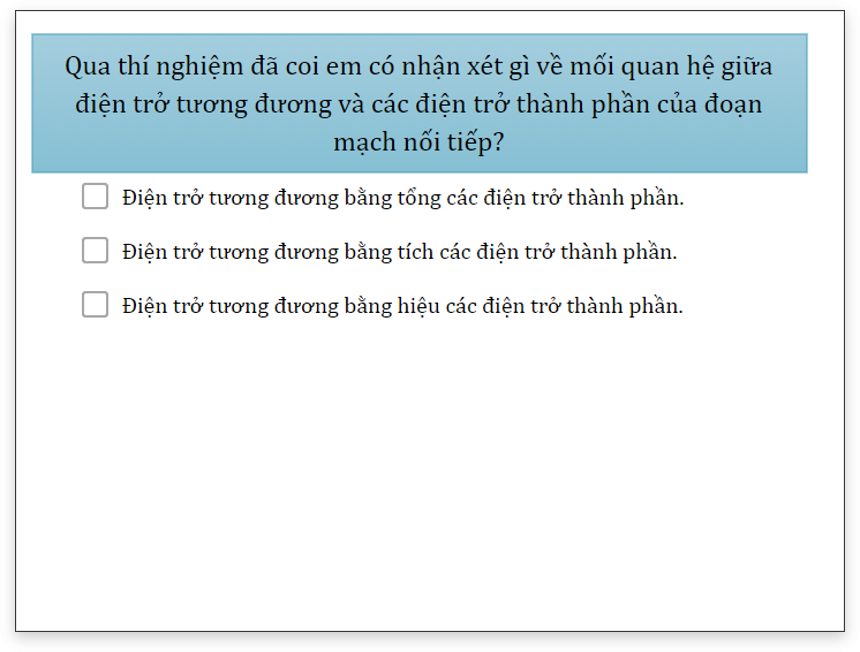 Qua thí nghiệm đã coi em có nhận xét gì về mối quan hệ giữa
điện trở tương đương và các điện trở thành phần của đoạn
mạch nối tiếp?
Điện trở tương đương bằng tổng các điện trở thành phần.
Điện trở tương đương bằng tích các điện trở thành phần.
Điện trở tương đương bằng hiệu các điện trở thành phần.